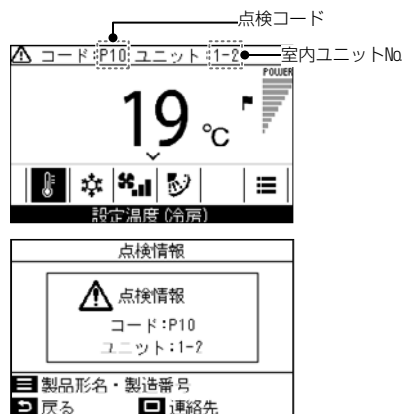 点検コード
コード:P10 ユニット:1-2
室内ユニットNo.
POWER
19 ℃
設定温度(冷房)
点検情報
点検情報
コード:P10
ユニット:1-2
製品形名・製造番号
戻る 連絡先